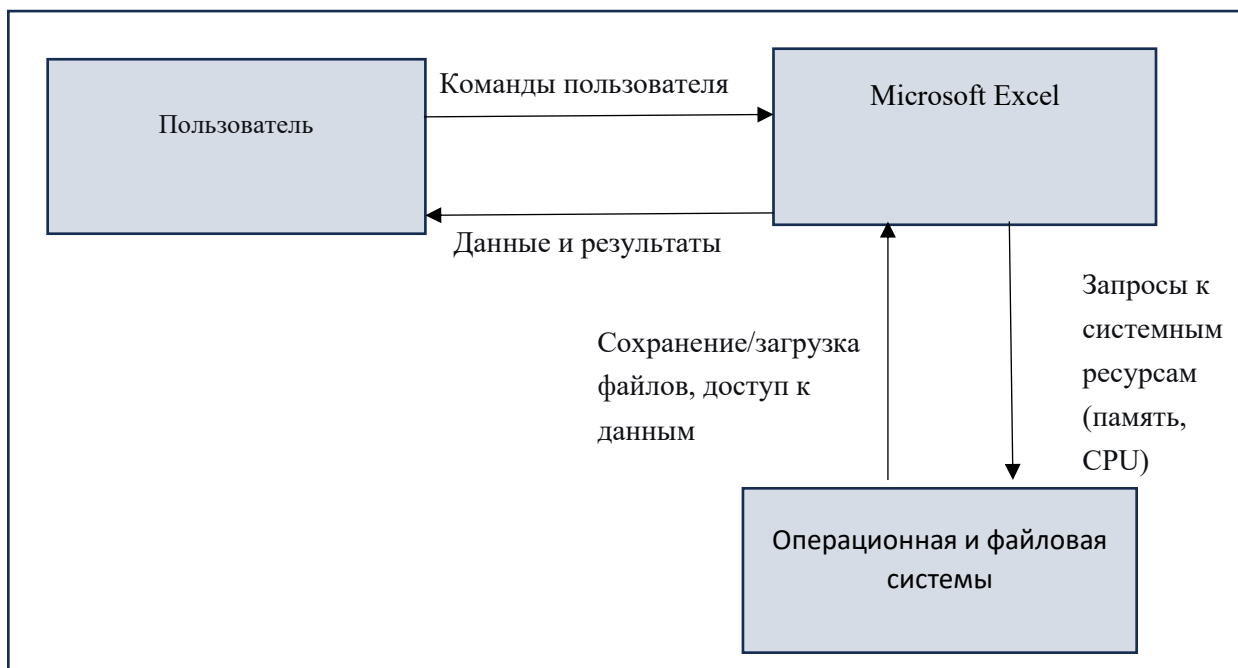 Пользователь
Команды пользователя
Microsoft Excel
Данные и результаты
Сохранение/загрузка
файлов, доступ к
данным
Запросы к
системным
ресурсам
(память,
CPU)
Операционная и файловая
системы